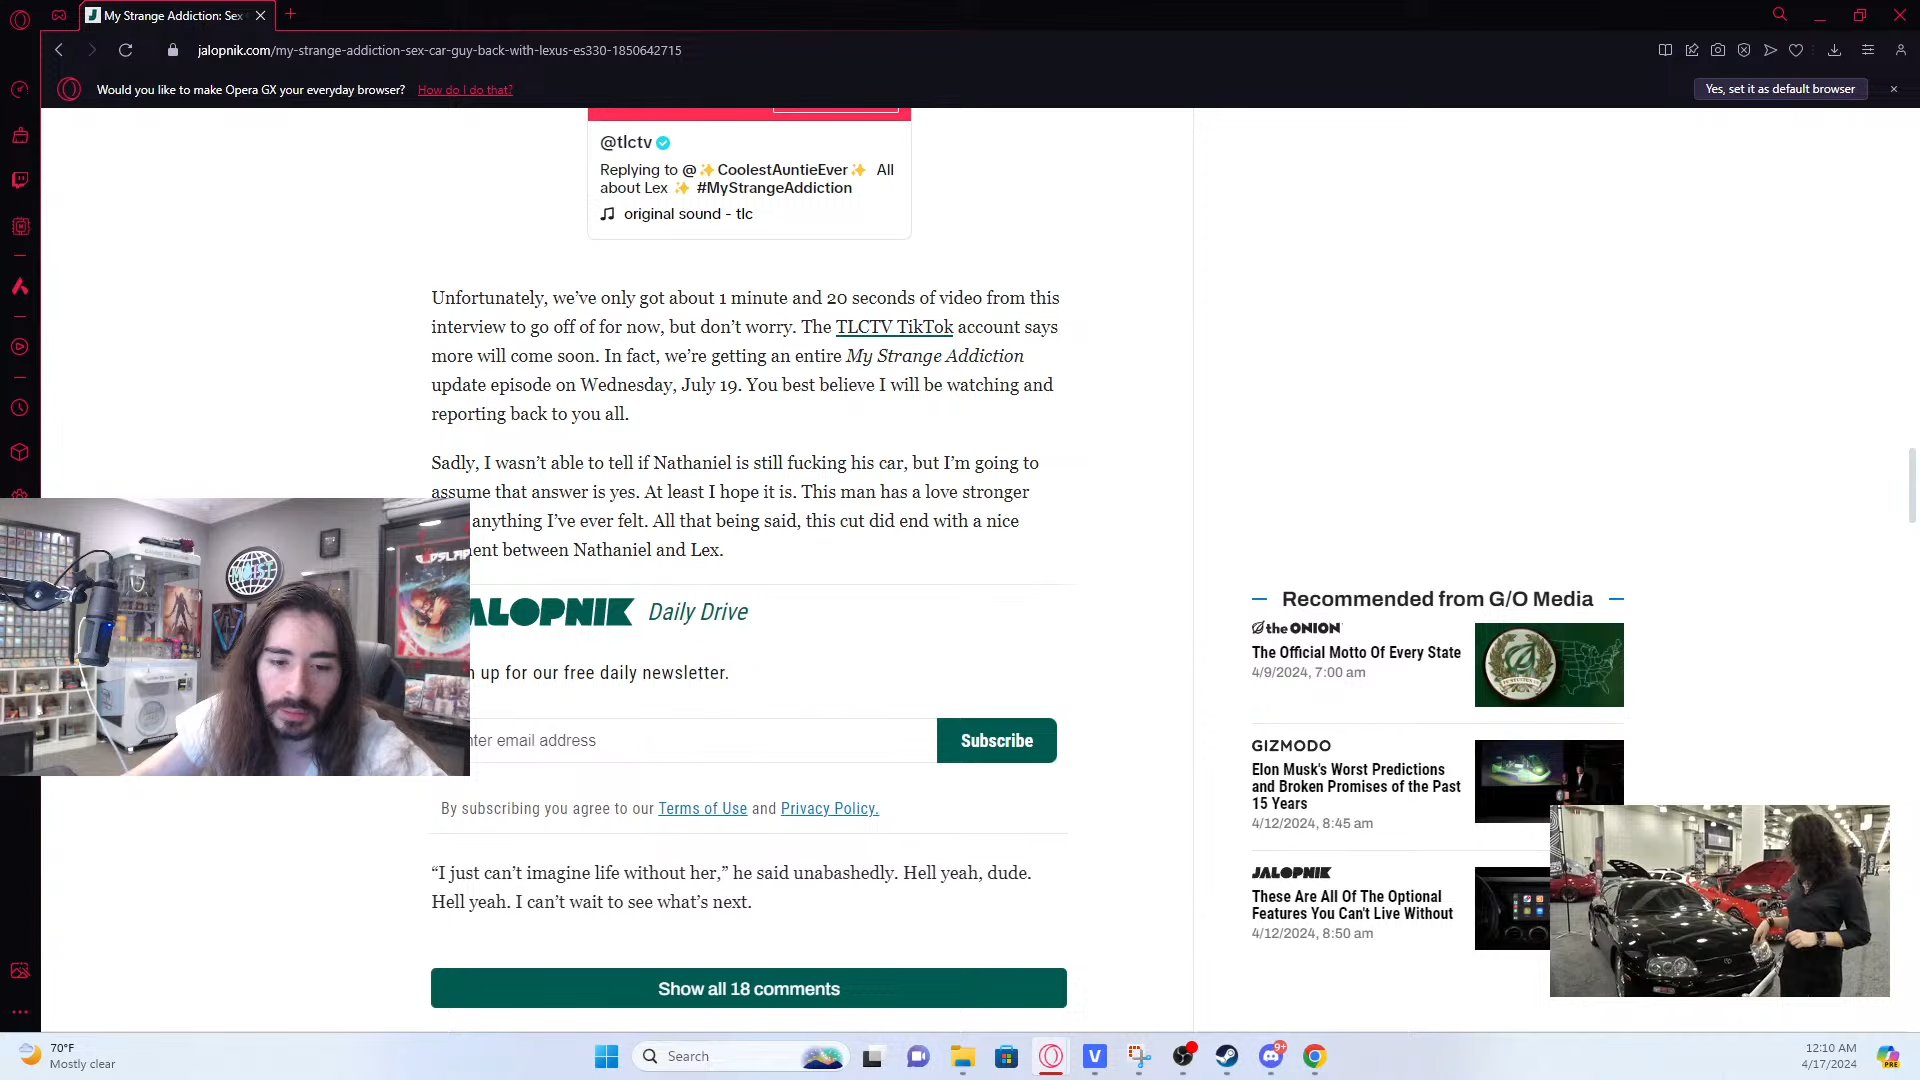 My Strange Addiction: Sex
jalopnik.com/my-strange-addiction-sex-car-guy-back-with-lexus-es330-1850642715
Would you like to make Opera GX your everyday browser? How do I do that?
Yes, set it as default browser
@tlctv
Replying to @✨CoolestAuntieEver✨ All
about Lex ✨ #MyStrangeAddiction
original sound - tlc
Unfortunately, we’ve only got about 1 minute and 20 seconds of video from this
interview to go off of for now, but don’t worry. The TLCTV TikTok account says
more will come soon. In fact, we’re getting an entire My Strange Addiction
update episode on Wednesday, July 19. You best believe I will be watching and
reporting back to you all.
Sadly, I wasn’t able to tell if Nathaniel is still fucking his car, but I’m going to
assume that answer is yes. At least I hope it is. This man has a love stronger
anything I’ve ever felt. All that being said, this cut did end with a nice
ent between Nathaniel and Lex.
MOIST
GODSLAP
JALOPNIK Daily Drive
up for our free daily newsletter.
nter email address
Subscribe
By subscribing you agree to our Terms of Use and Privacy Policy.
“I just can’t imagine life without her,” he said unabashedly. Hell yeah, dude.
Hell yeah. I can’t wait to see what’s next.
Show all 18 comments
Recommended from G/O Media
the ONION
The Official Motto Of Every State
4/9/2024, 7:00 am
GIZMODO
Elon Musk's Worst Predictions
and Broken Promises of the Past
15 Years
4/12/2024, 8:45 am
JALOPNIK
These Are All Of The Optional
Features You Can't Live Without
4/12/2024, 8:50 am
70°F
Mostly clear
Search
V
9+
12:10 AM
4/17/2024
PRE